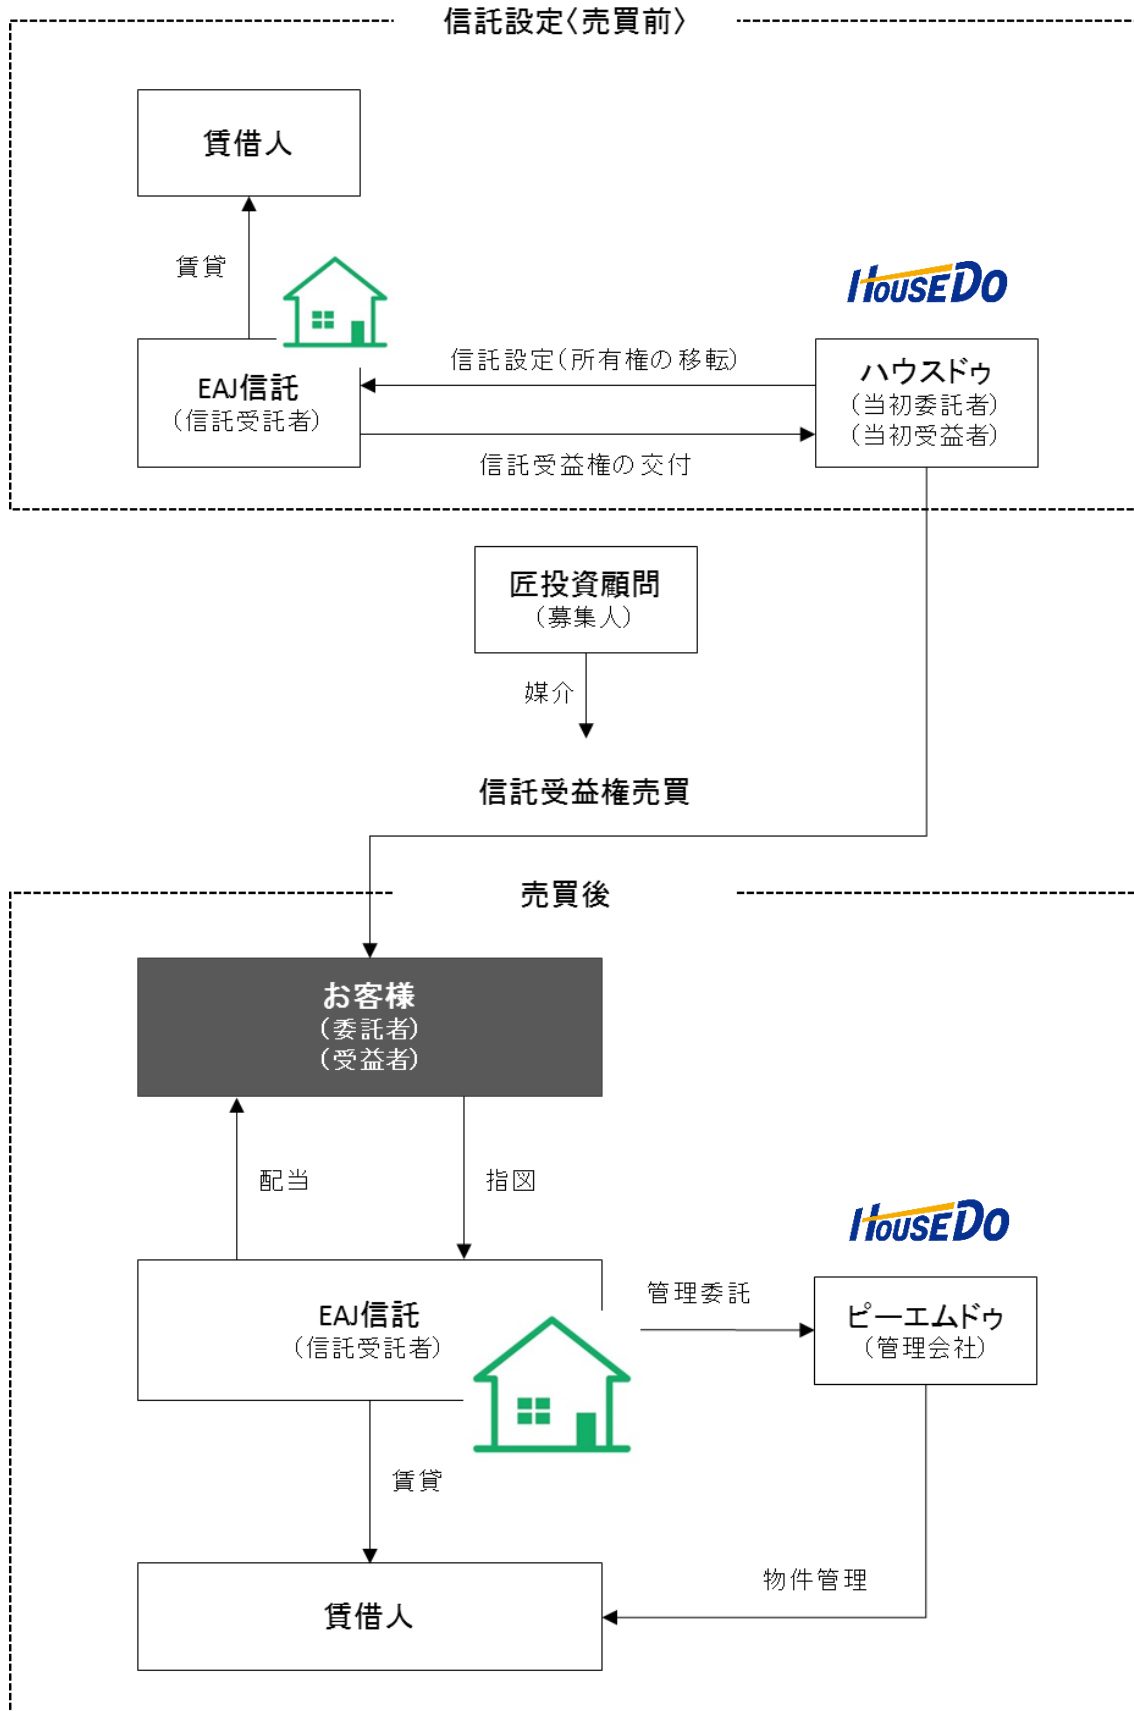 信託設定〈売買前〉
賃借人
賃貸
HOUSEDO
EAJ信託
（信託受託者）
信託設定(所有権の移転)
信託受益権の交付
ハウスドゥ
（当初委託者）
（当初受益者）
匠投資顧問
（募集人）
媒介
信託受益権売買
売買後
お客様
（委託者）
（受益者）
配当
指図
HOUSEDO
EAJ信託
（信託受託者）
管理委託
ピーエムドゥ
（管理会社）
賃貸
物件管理
賃借人